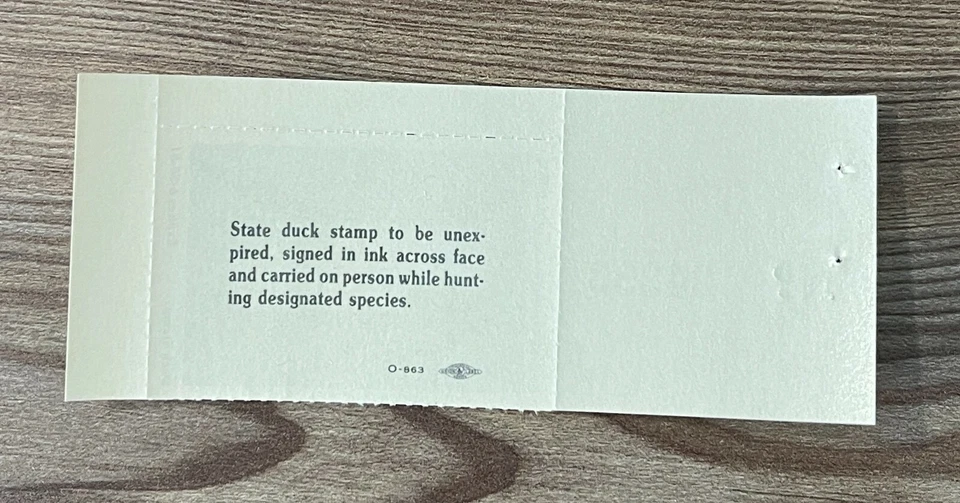 State duck stamp to be unex-
pired, signed in ink across face
and carried on person while hunt-
ing designated species.
O-863